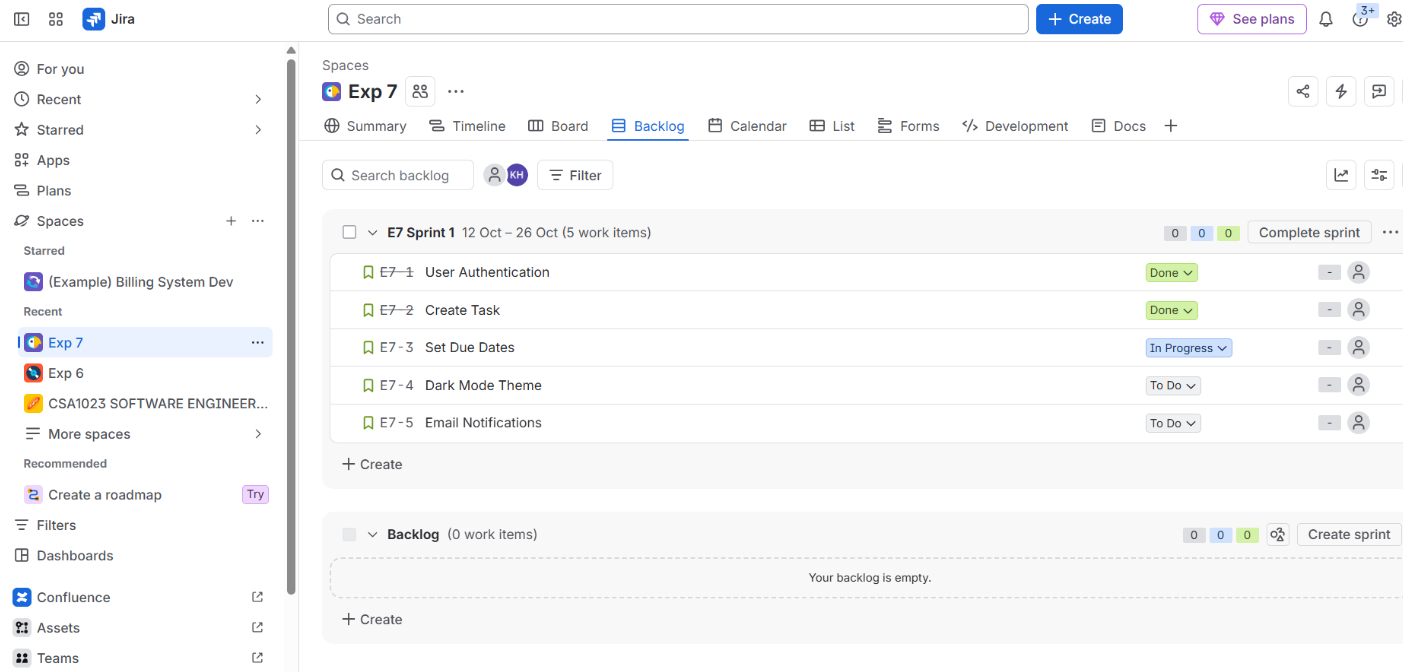 Jira
Search
+ Create
See plans
3+
For you
Recent
Starred
Apps
Plans
Spaces
Starred
(Example) Billing System Dev
Recent
Exp 7
Exp 6
CSA1023 SOFTWARE ENGINEER...
More spaces
Recommended
Create a roadmap Try
Filters
Dashboards
Confluence
Assets
Teams
Spaces
Exp 7
Summary Timeline Board Backlog Calendar List Forms Development Docs
Search backlog KH Filter
E7 Sprint 1 12 Oct – 26 Oct (5 work items) 0 0 0 Complete sprint
E7-1 User Authentication Done -
E7-2 Create Task Done -
E7-3 Set Due Dates In Progress -
E7-4 Dark Mode Theme To Do -
E7-5 Email Notifications To Do -
+ Create
Backlog (0 work items) 0 0 0 Create sprint
Your backlog is empty.
+ Create